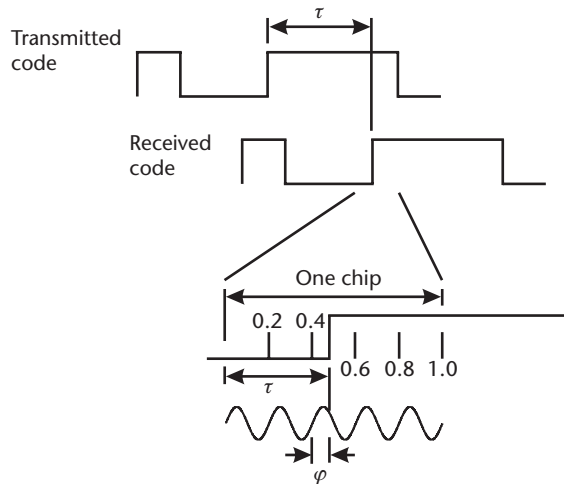 τ
Transmitted
code
Received
code
One chip
0.2 0.4
0.6 0.8 1.0
τ
φ